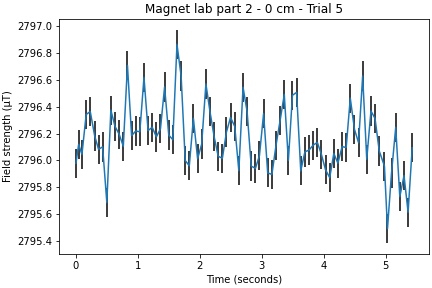 Magnet lab part 2 - 0 cm - Trial 5
Field strength (μT)
2797.0
2796.8
2796.6
2796.4
2796.2
2796.0
2795.8
2795.6
2795.4
0 1 2 3 4 5
Time (seconds)